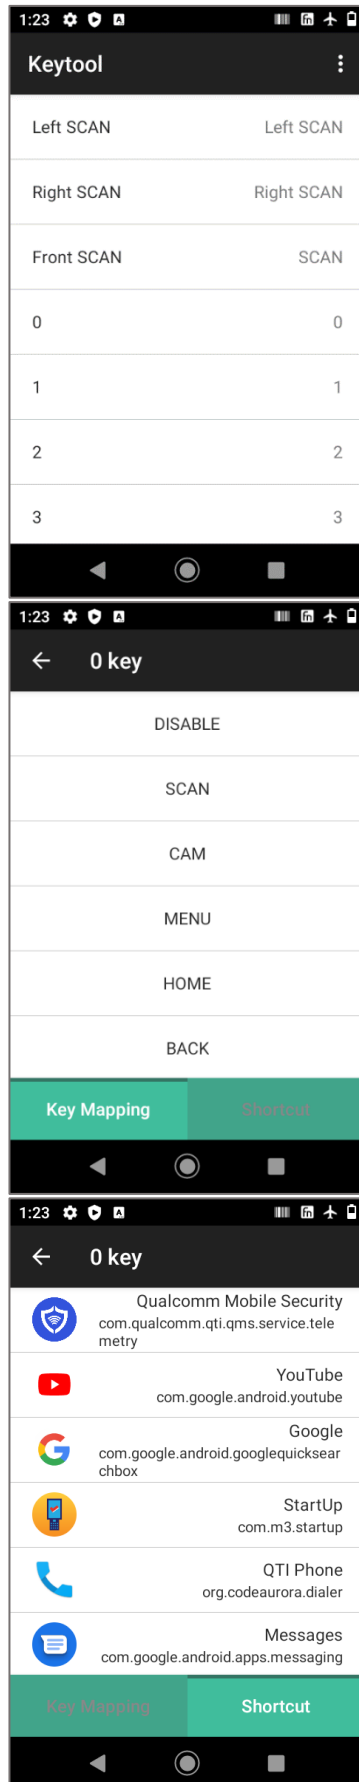 1:23
Keytool
Left SCAN Left SCAN
Right SCAN Right SCAN
Front SCAN SCAN
0 0
1 1
2 2
3 3
1:23
0 key
DISABLE
SCAN
CAM
MENU
HOME
BACK
Key Mapping Shortcut
1:23
0 key
Qualcomm Mobile Security
com.qualcomm.qti.qms.service.tele
metry
YouTube
com.google.android.youtube
Google
com.google.android.googlequicksear
chbox
StartUp
com.m3.startup
QTI Phone
org.codeaurora.dialer
Messages
com.google.android.apps.messaging
Key Mapping Shortcut